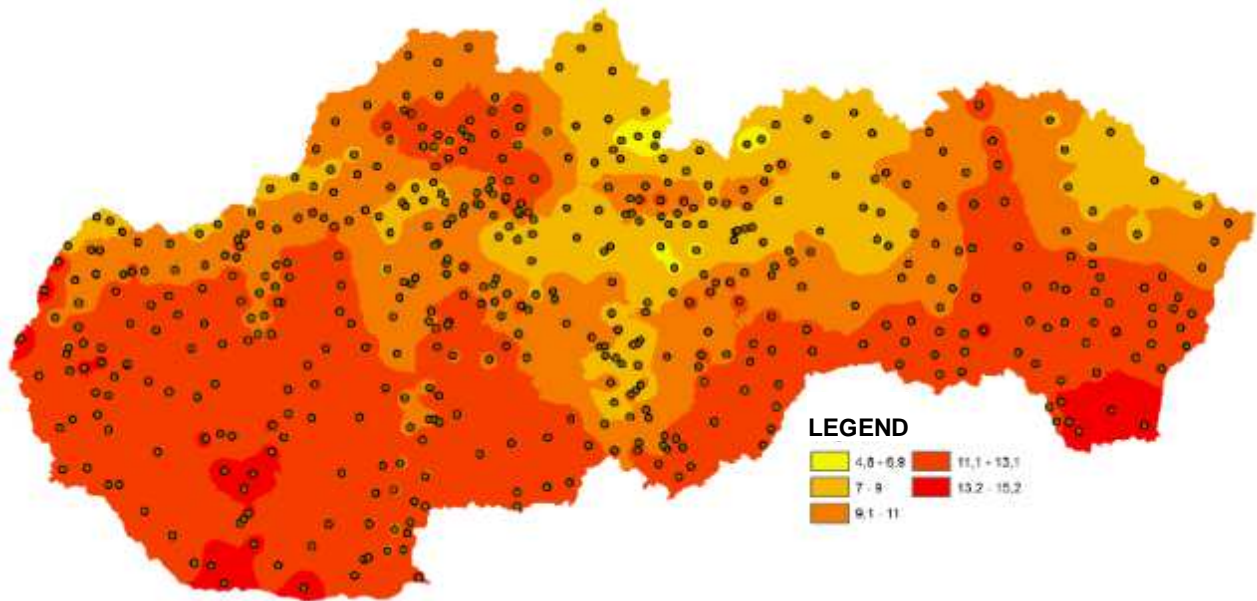 LEGEND
4,8 - 6,9
7 - 9
9,1 - 11
11,1 - 13,1
13,2 - 15,2